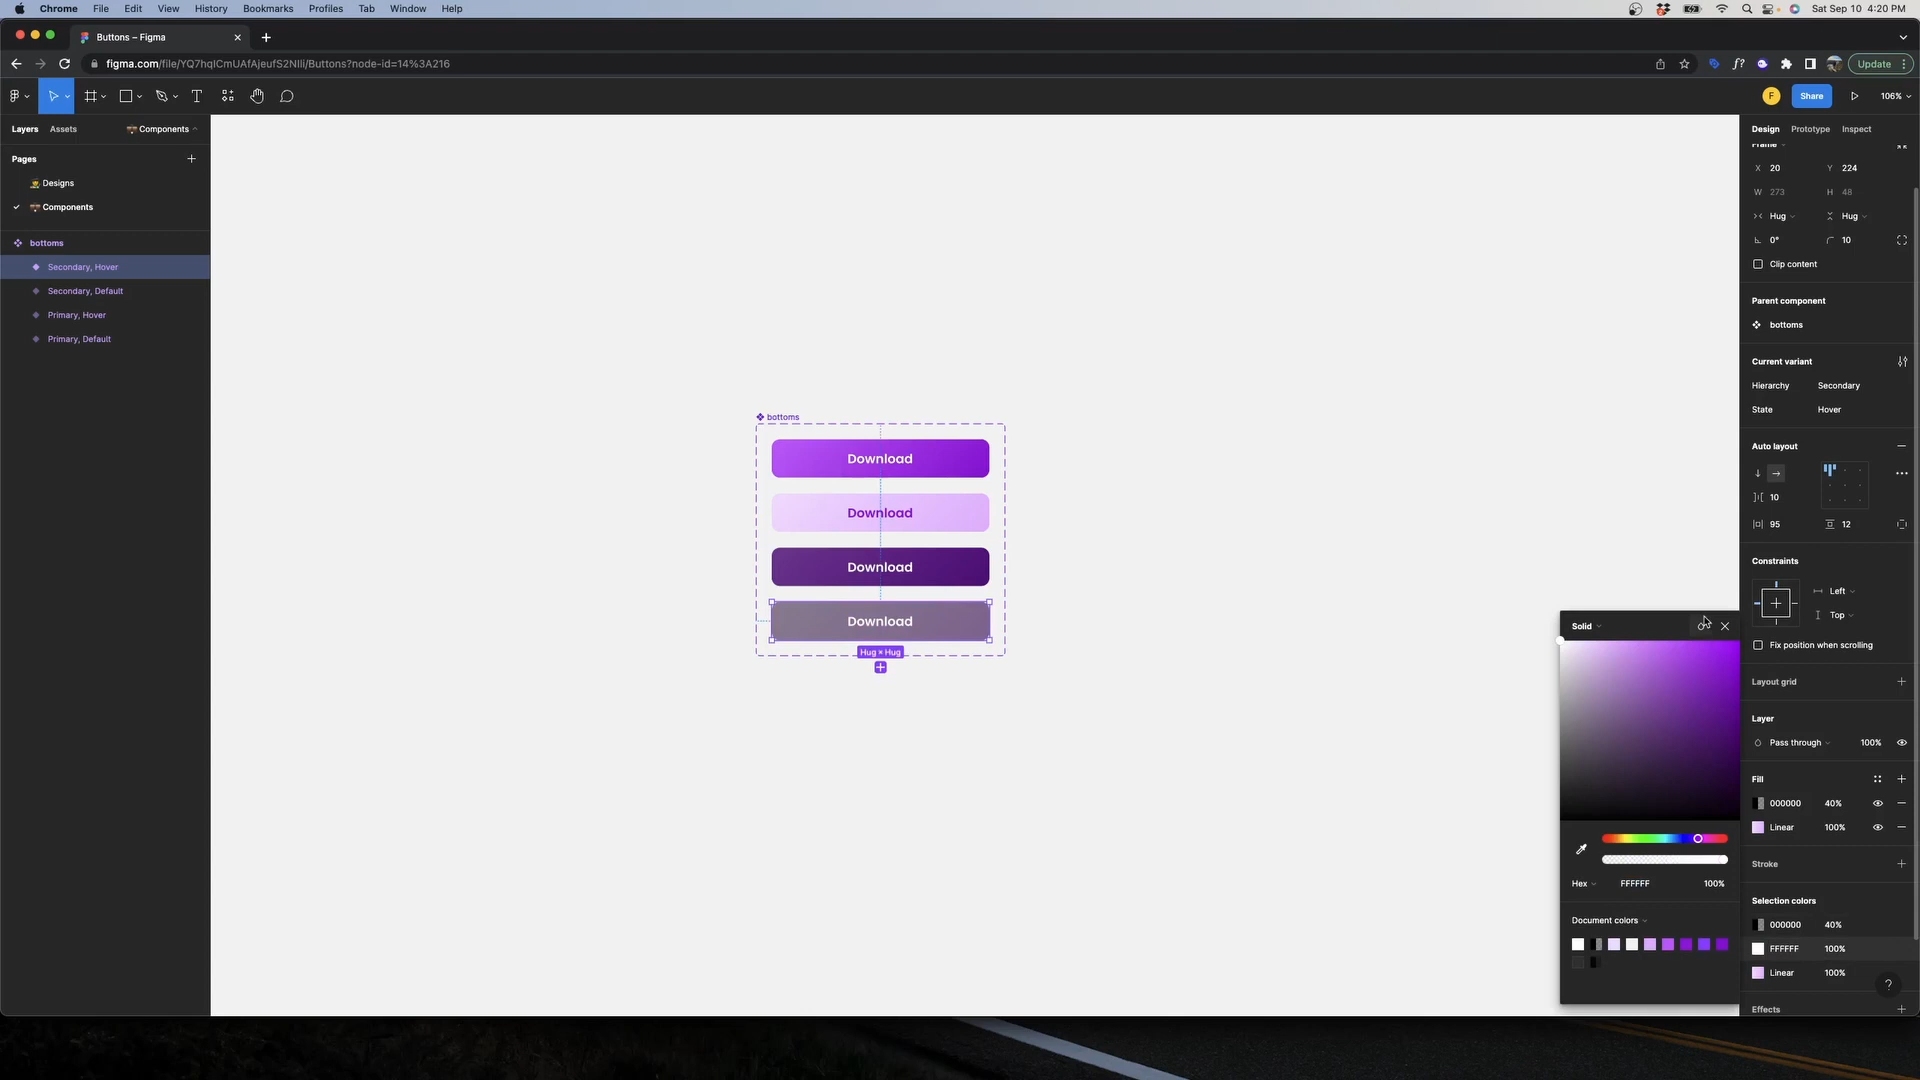 Chrome File Edit View History Bookmarks Profiles Tab Window Help
Sat Sep 10 4:20 PM
Buttons – Figma
figma.com/file/YQ7hqICmUAfAjeufS2NIli/Buttons?node-id=14%3A216
Update
F
Share
106%
Layers Assets Components
Design Prototype Inspect
Pages
Designs
Components
bottoms
Secondary, Hover
Secondary, Default
Primary, Hover
Primary, Default
bottoms
Download
Download
Download
Download
Hug × Hug
Frame
X 20 Y 224
W 273 H 48
Hug Hug
0° 10
Clip content
Parent component
bottoms
Current variant
Hierarchy Secondary
State Hover
Auto layout
10
95 12
Constraints
Left
Top
Fix position when scrolling
Layout grid
Layer
Pass through 100%
Fill
000000 40%
Linear 100%
Stroke
Selection colors
000000 40%
FFFFFF 100%
Linear 100%
Effects
?
Solid
Hex FFFFFF 100%
Document colors